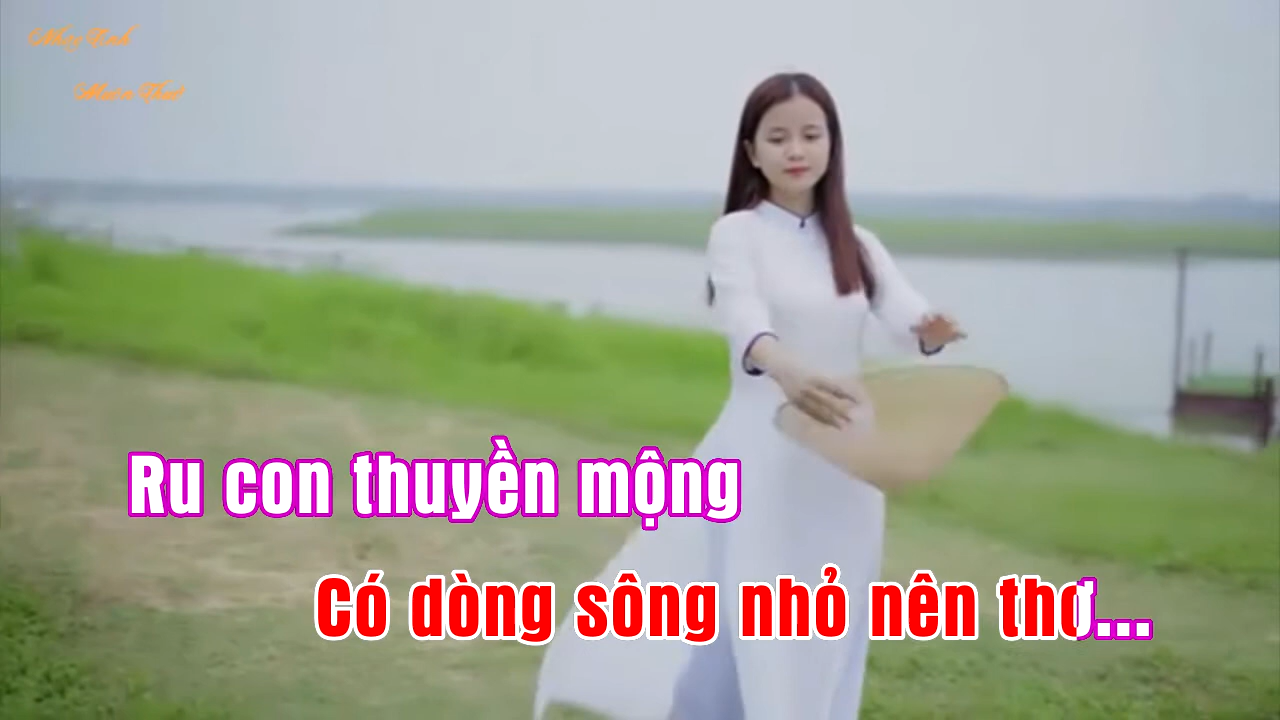 Ru con thuyền mộng
Có dòng sông nhỏ nên thơ...